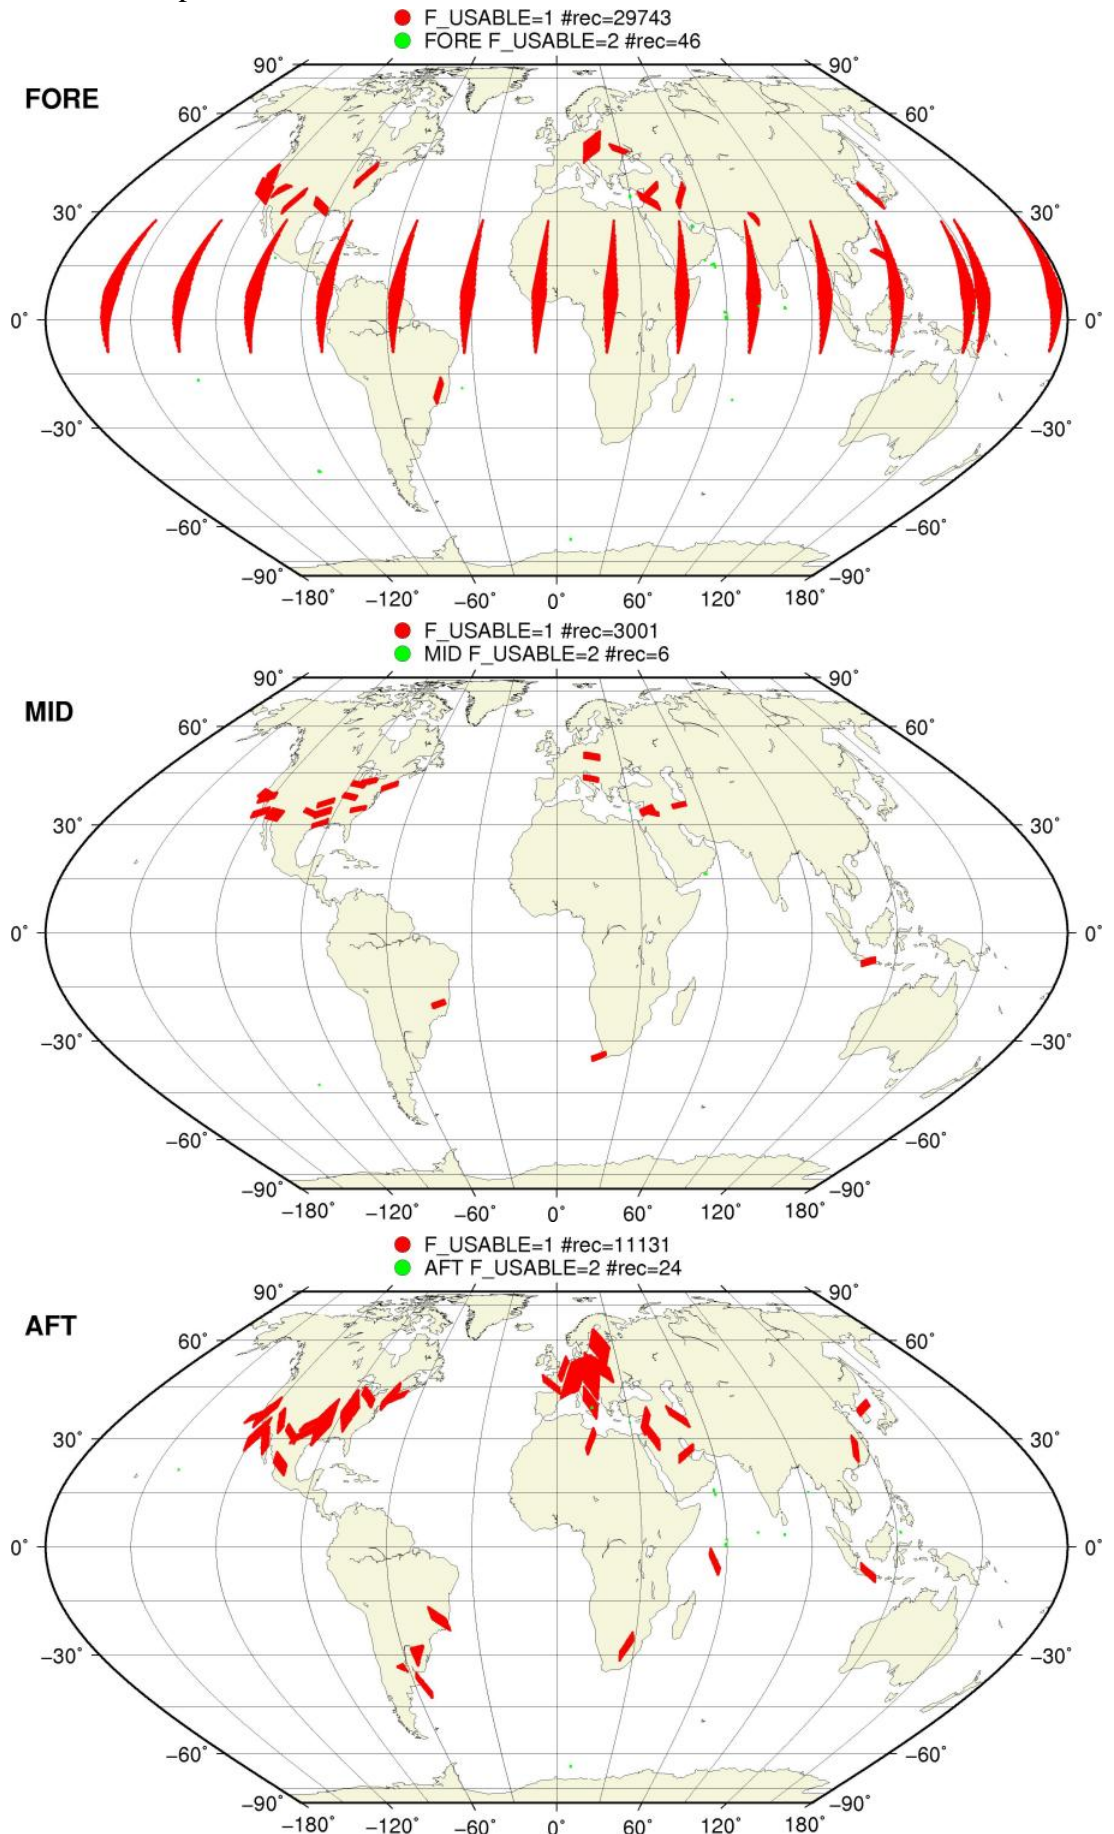 F_USABLE=1 #rec=29743
FORE F_USABLE=2 #rec=46
FORE
90° 90°
60° 60°
30° 30°
0° 0°
−30° −30°
−60° −60°
−90° −90°
−180° −120° −60° 0° 60° 120° 180°
F_USABLE=1 #rec=3001
MID F_USABLE=2 #rec=6
MID
90° 90°
60° 60°
30° 30°
0° 0°
−30° −30°
−60° −60°
−90° −90°
−180° −120° −60° 0° 60° 120° 180°
F_USABLE=1 #rec=11131
AFT F_USABLE=2 #rec=24
AFT
90° 90°
60° 60°
30° 30°
0° 0°
−30° −30°
−60° −60°
−90° −90°
−180° −120° −60° 0° 60° 120° 180°